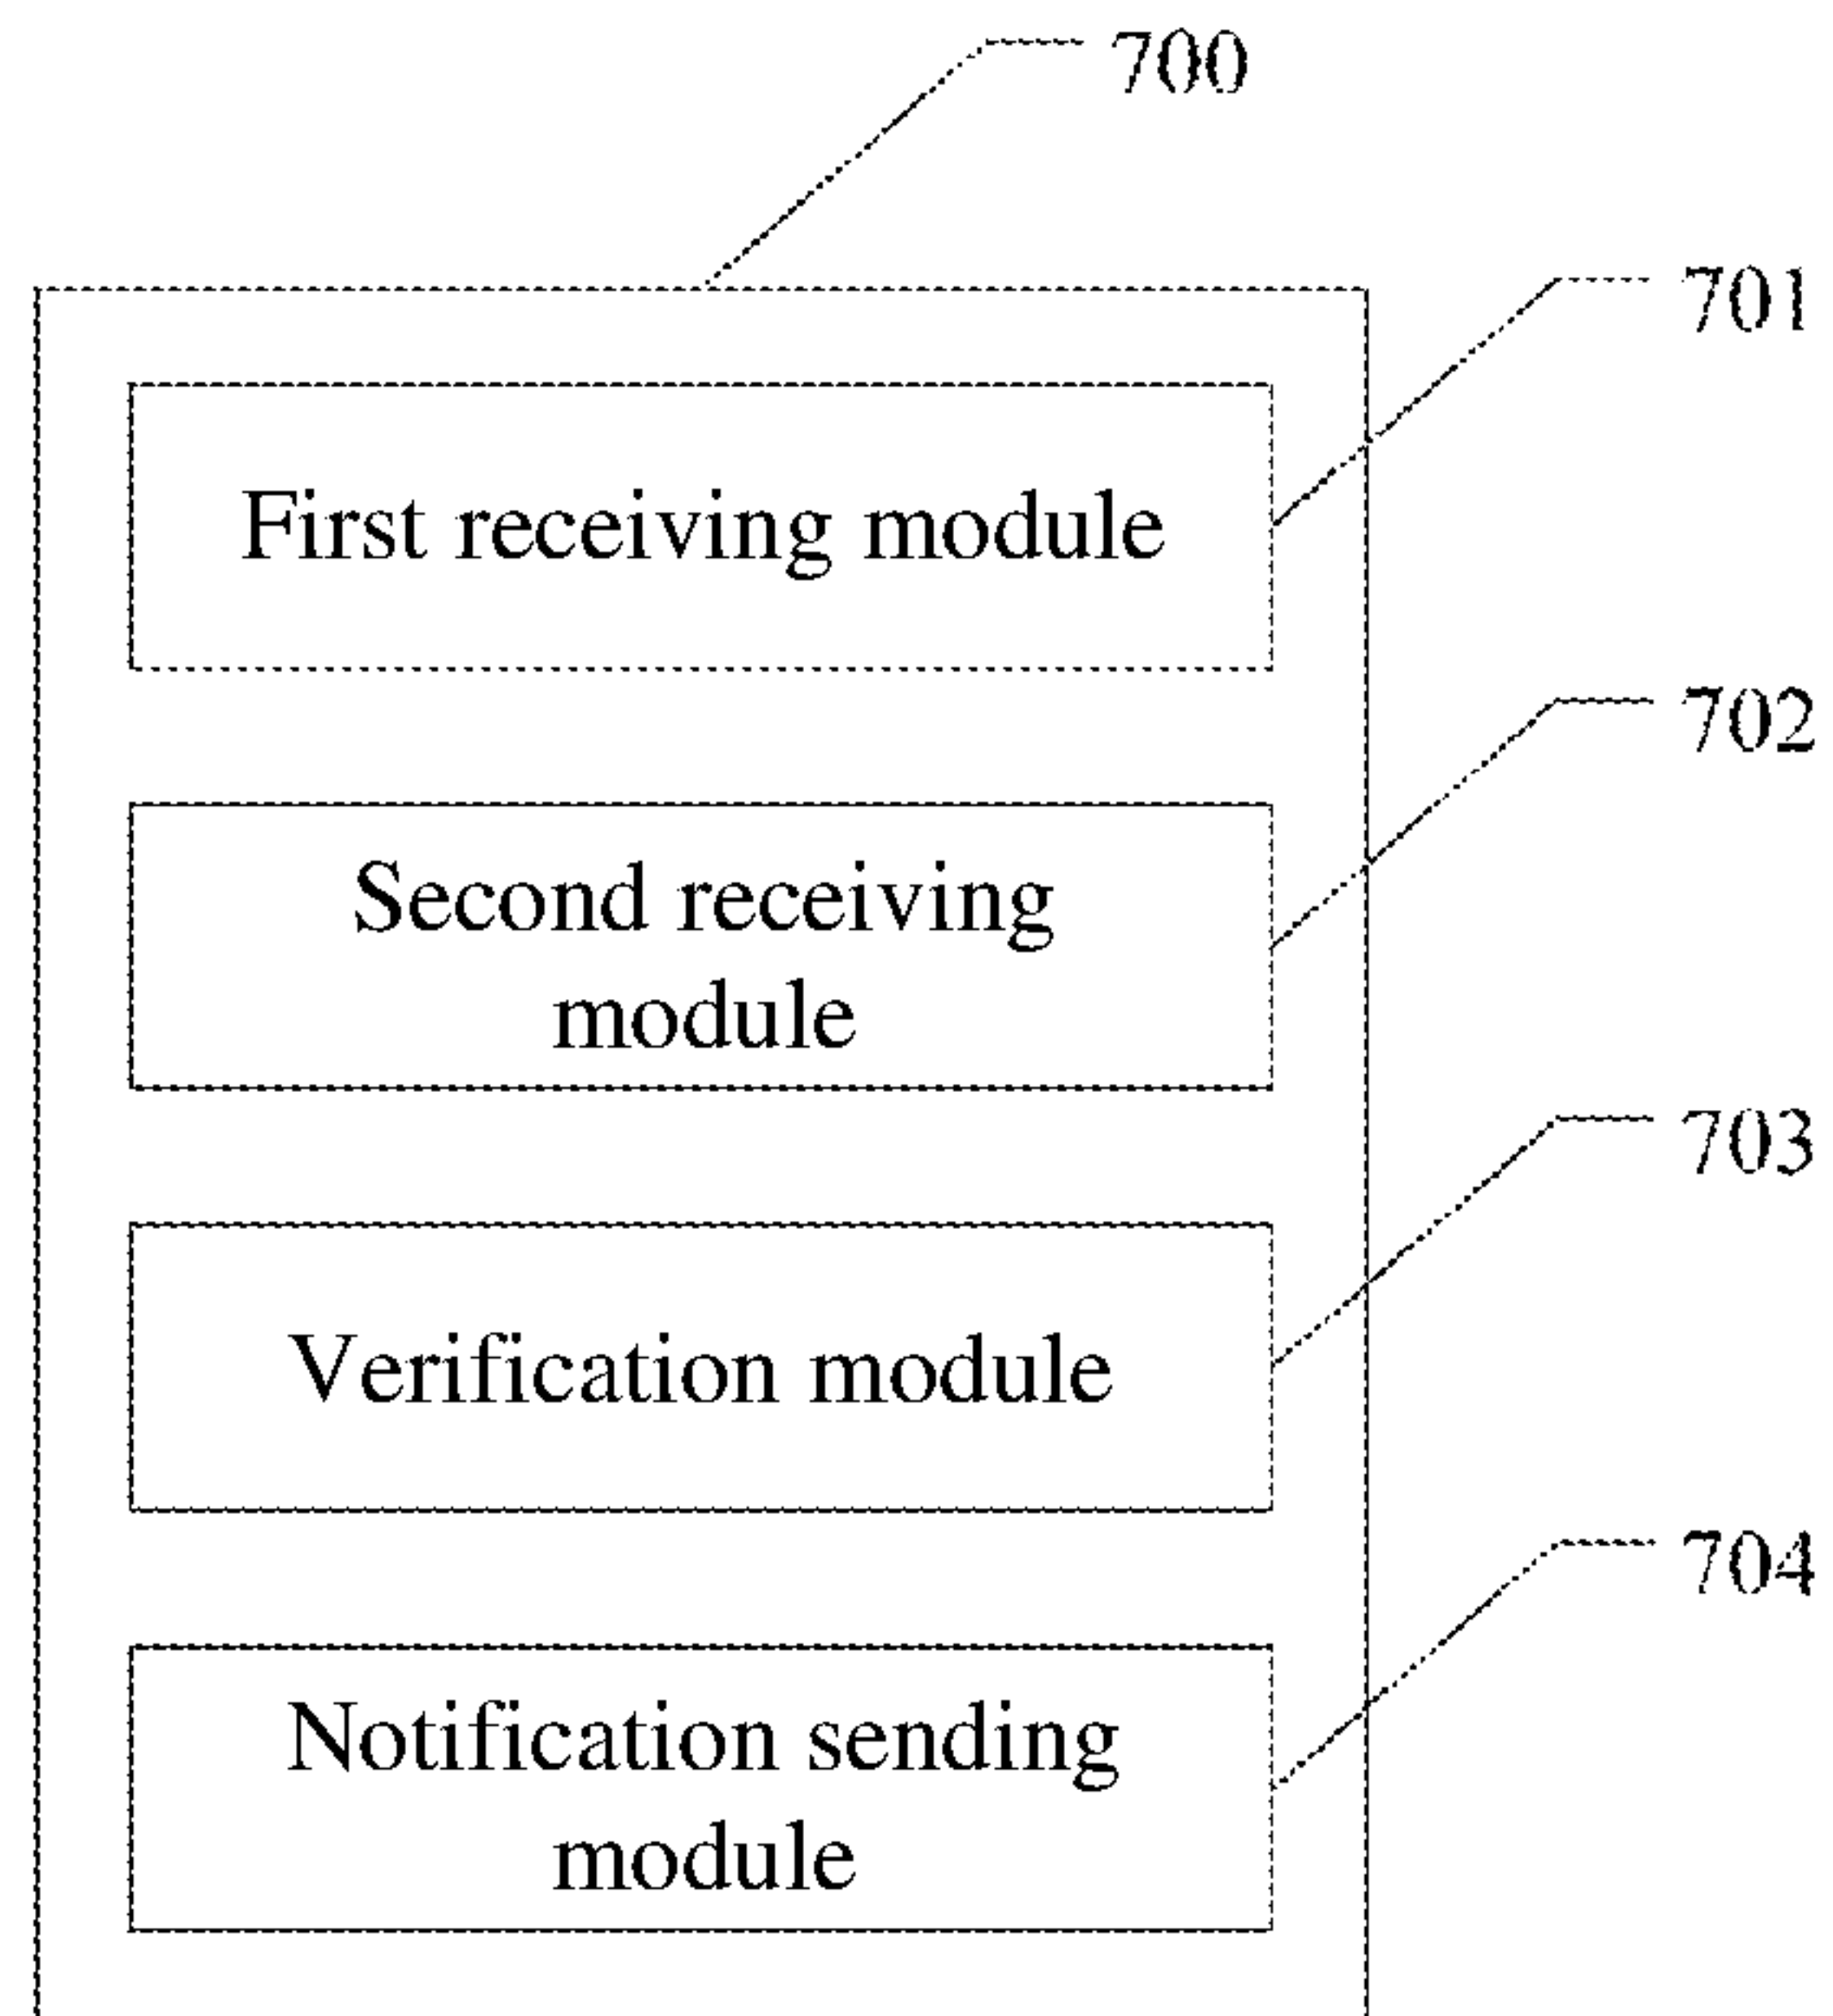 700
701
First receiving module
702
Second receiving
module
703
Verification module
704
Notification sending
module